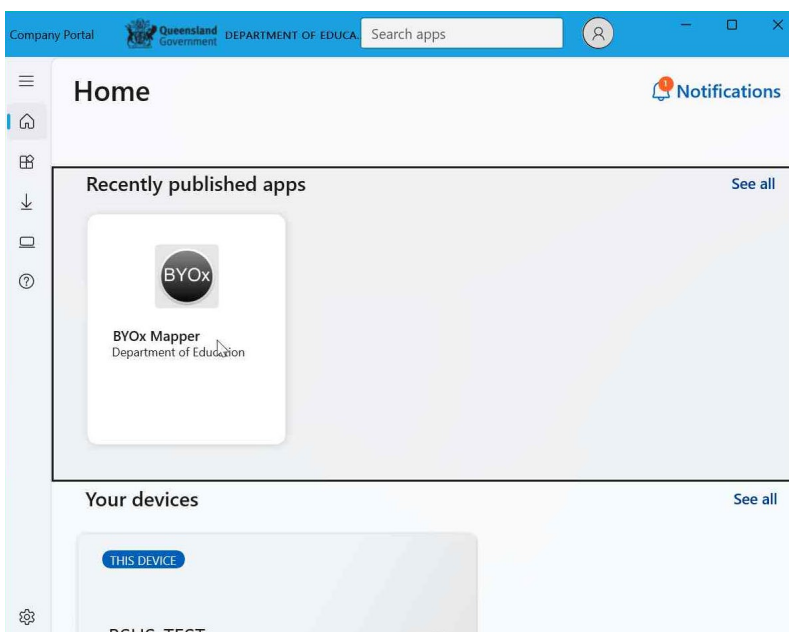 Company Portal
Queensland
Government
DEPARTMENT OF EDUCA.
Search apps
Home
1
Notifications
Recently published apps
See all
BYOx
BYOx Mapper
Department of Education
Your devices
See all
THIS DEVICE